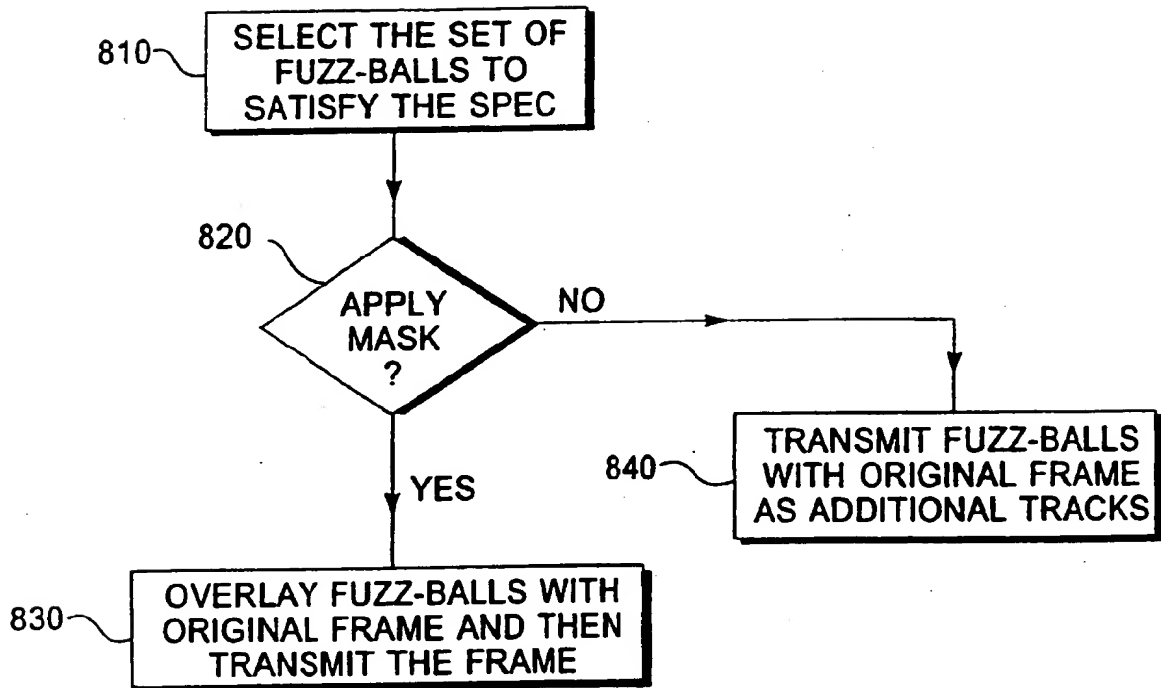 810
SELECT THE SET OF
FUZZ-BALLS TO
SATISFY THE SPEC
820
APPLY
MASK
?
NO
YES
840
TRANSMIT FUZZ-BALLS
WITH ORIGINAL FRAME
AS ADDITIONAL TRACKS
830
OVERLAY FUZZ-BALLS WITH
ORIGINAL FRAME AND THEN
TRANSMIT THE FRAME